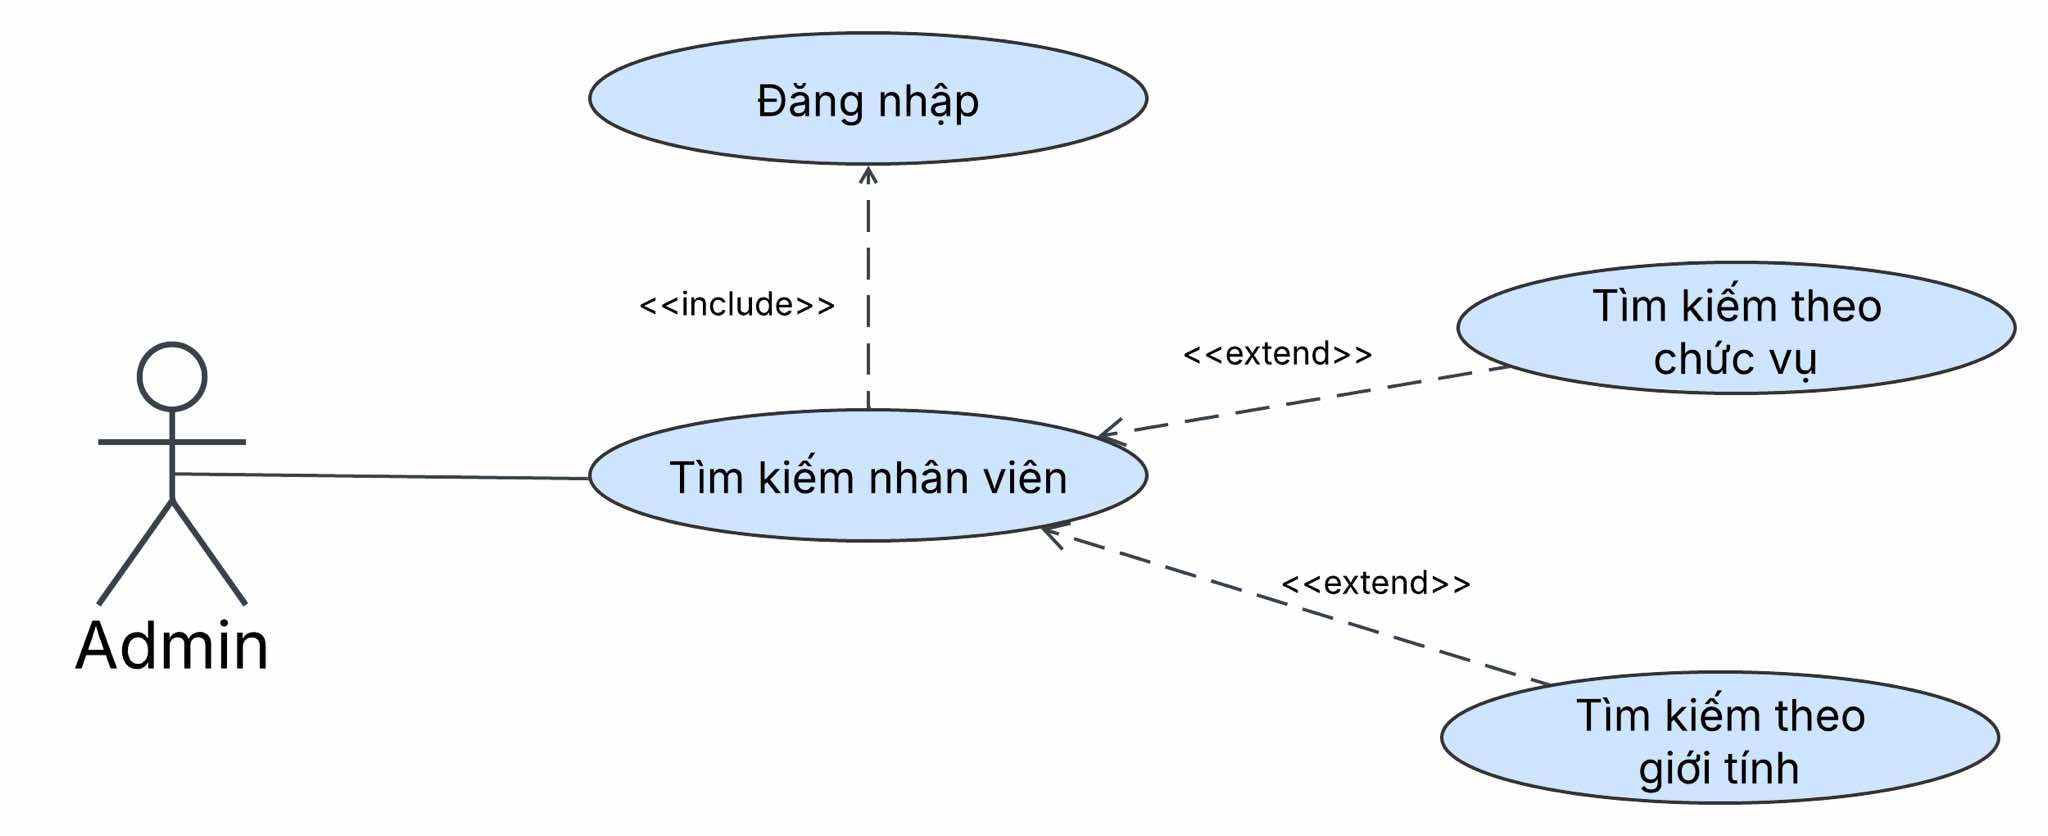 Đăng nhập
<<include>>
Tìm kiếm theo
chức vụ
<<extend>>
Tìm kiếm nhân viên
<<extend>>
Admin
Tìm kiếm theo
giới tính